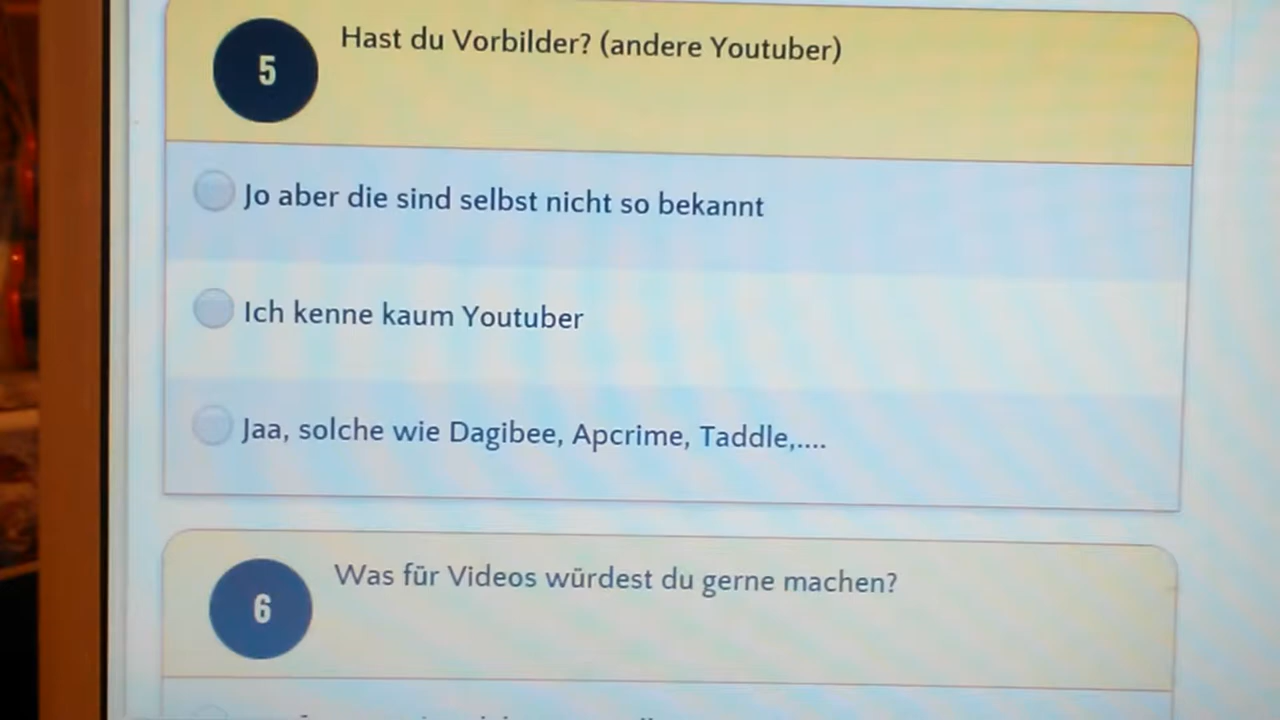 5
Hast du Vorbilder? (andere Youtuber)
Jo aber die sind selbst nicht so bekannt
Ich kenne kaum Youtuber
Jaa, solche wie Dagibee, Apcrime, Taddle,....
6
Was für Videos würdest du gerne machen?